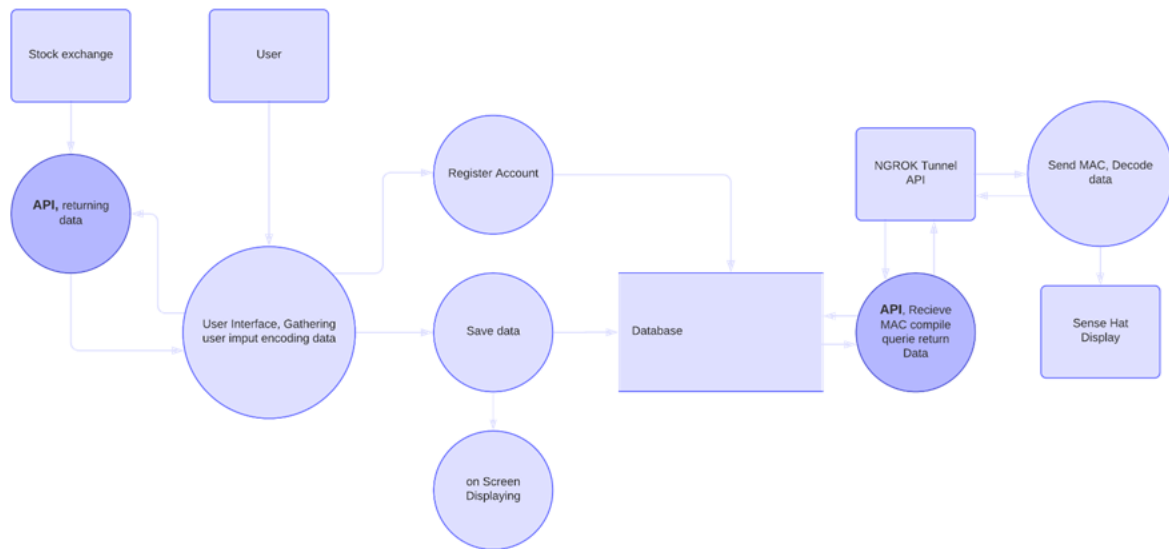 Stock exchange
User
API, returning
data
User Interface, Gathering
user imput encoding data
Register Account
Save data
on Screen
Displaying
Database
NGROK Tunnel
API
API, Recieve
MAC compile
querie return
Data
Send MAC, Decode
data
Sense Hat
Display